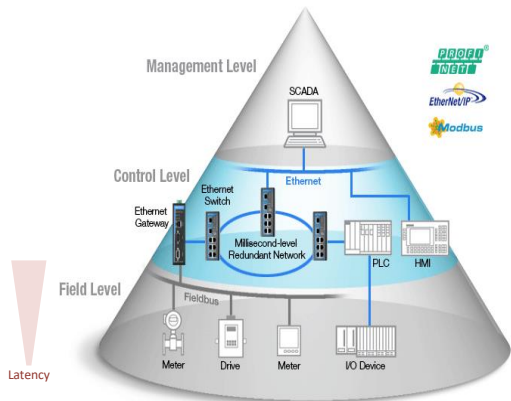 Management Level
SCADA
PROFI
NET
®
EtherNet/IP
Modbus
Control Level
Ethernet
Ethernet
Switch
Ethernet
Gateway
Millisecond-level
Redundant Network
PLC
HMI
Field Level
Fieldbus
Meter
Drive
Meter
I/O Device
Latency